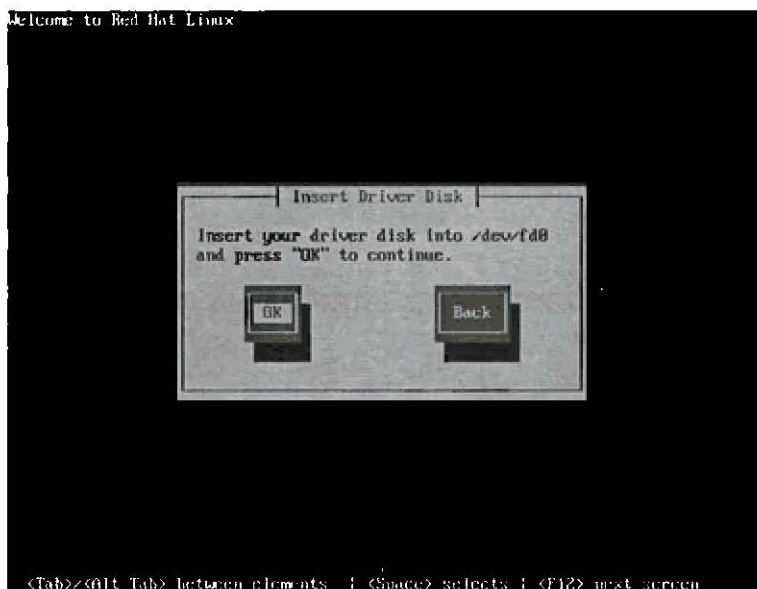 Welcome to Red Hat Linux
Insert Driver Disk
Insert your driver disk into /dev/fd0
and press "OK" to continue.
OK
Back
<Tab>/<Alt Tab> between elements | <Space> selects | <F12> next screen